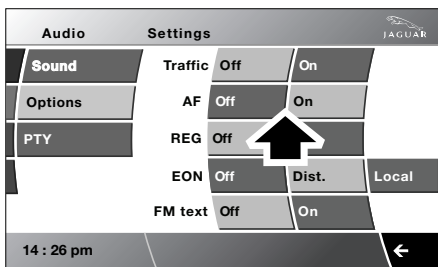 Audio Settings JAGUAR
Sound Traffic Off On
Options AF Off On
PTY REG Off
EON Off Dist. Local
FM text Off On
14 : 26 pm